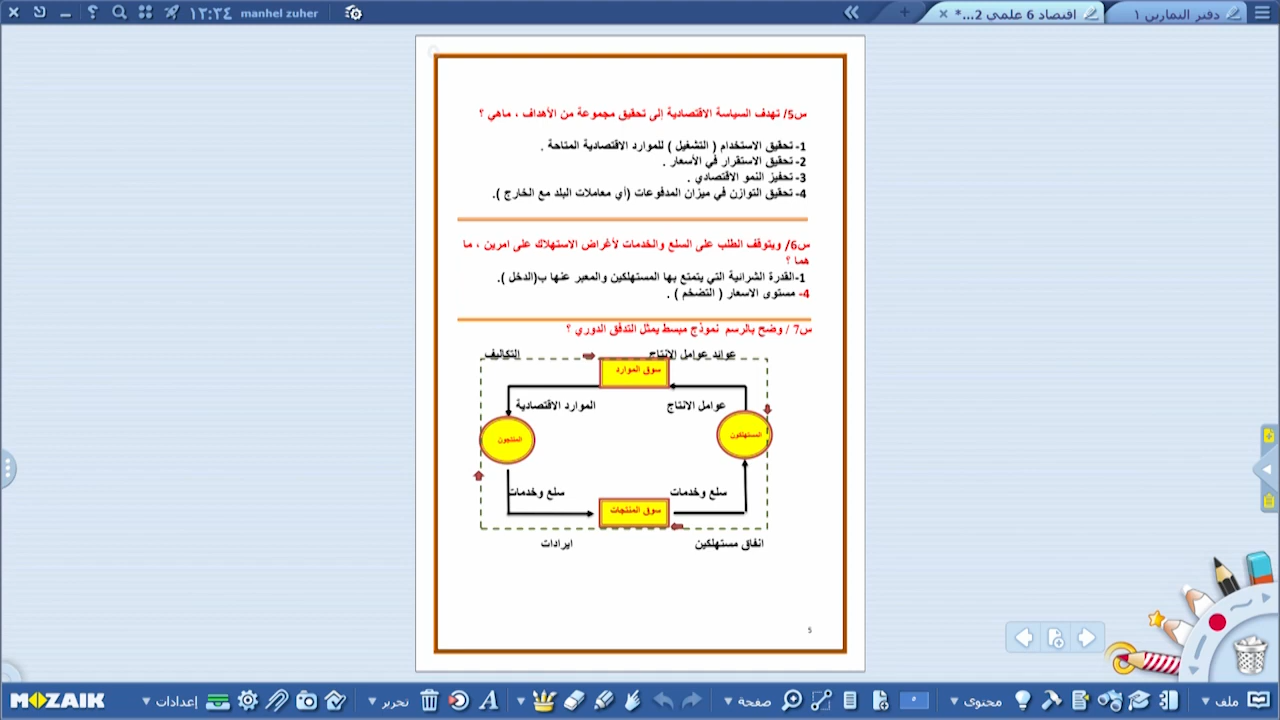 ١٢:٣٤
manhel zuher
اقتصاد 6 علمي 2...*
دفتر التمارين ١
س5/ تهدف السياسة الاقتصادية إلى تحقيق مجموعة من الأهداف ، ماهي ؟
1- تحقيق الاستخدام ( التشغيل ) للموارد الاقتصادية المتاحة .
2- تحقيق الاستقرار في الأسعار .
3- تحفيز النمو الاقتصادي .
4- تحقيق التوازن في ميزان المدفوعات (أي معاملات البلد مع الخارج ).
س6/ ويتوقف الطلب على السلع والخدمات لأغراض الاستهلاك على امرين ، ما
هما ؟
1-القدرة الشرائية التي يتمتع بها المستهلكين والمعبر عنها ب(الدخل ).
4- مستوى الاسعار ( التضخم ) .
س7 / وضح بالرسم نموذج مبسط يمثل التدفق الدوري ؟
عوائد عوامل الانتاج
التكاليف
سوق الموارد
عوامل الانتاج
الموارد الاقتصادية
المستهلكون
المنتجون
سلع وخدمات
سلع وخدمات
سوق المنتجات
انفاق مستهلكين
ايرادات
5
MOZAIK
إعدادات
تحرير
صفحة
محتوى
ملف